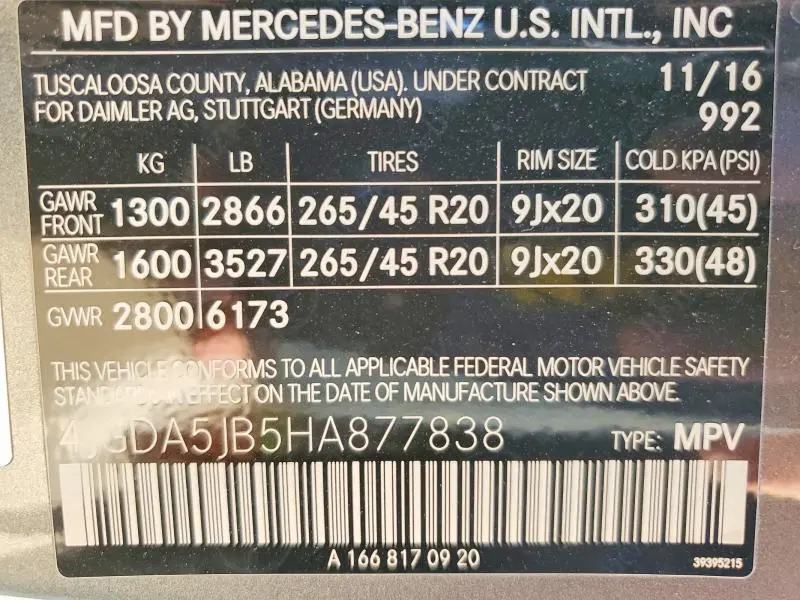 MFD BY MERCEDES-BENZ U.S. INTL., INC
TUSCALOOSA COUNTY, ALABAMA (USA). UNDER CONTRACT 11/16
FOR DAIMLER AG, STUTTGART (GERMANY) 992
KG LB TIRES RIM SIZE COLD KPA (PSI)
GAWR FRONT 1300 2866 265/45 R20 9Jx20 310(45)
GAWR REAR 1600 3527 265/45 R20 9Jx20 330(48)
GVWR 2800 6173
THIS VEHICLE CONFORMS TO ALL APPLICABLE FEDERAL MOTOR VEHICLE SAFETY
STANDARDS IN EFFECT ON THE DATE OF MANUFACTURE SHOWN ABOVE.
4JGDA5JB5HA877838 TYPE: MPV
A 166 817 09 20 39395215